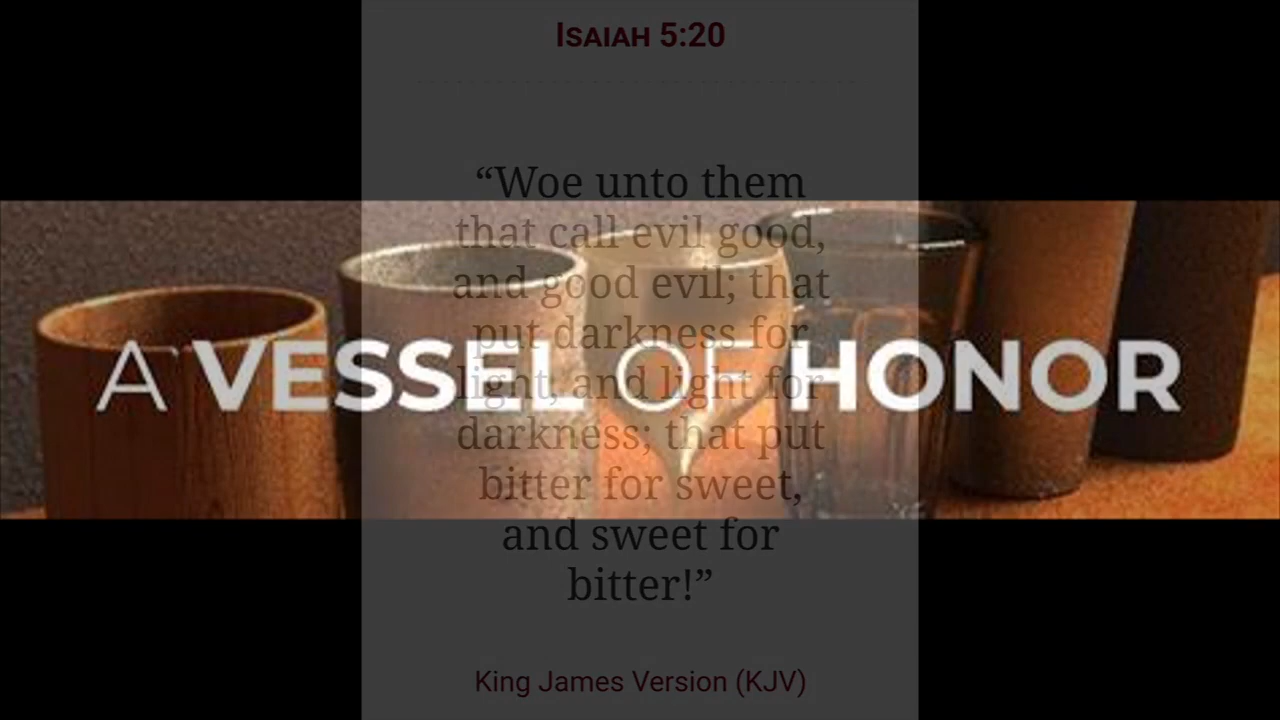 Isaiah 5:20
“Woe unto them
that call evil good,
and good evil; that
put darkness for
light, and light for
darkness; that put
bitter for sweet,
and sweet for
bitter!”
King James Version (KJV)
A VESSEL OF HONOR